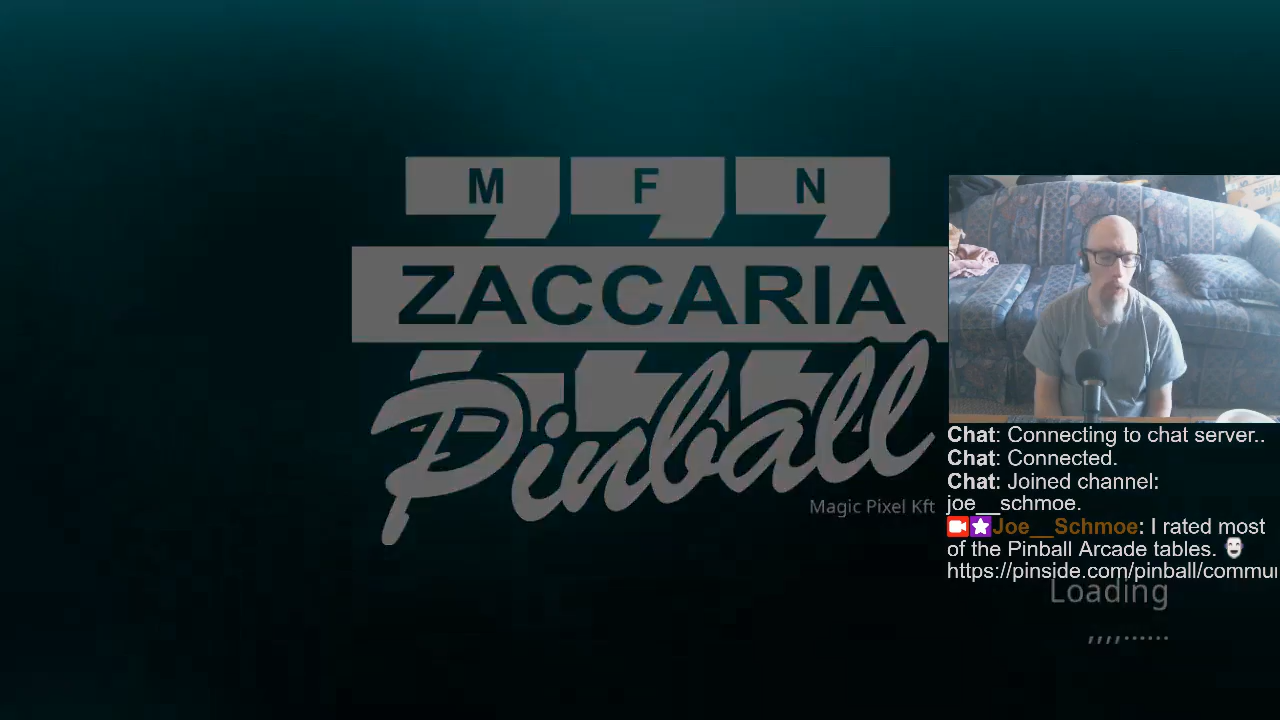 M F N
ZACCARIA
Pinball
Magic Pixel Kft
Chat: Connecting to chat server..
Chat: Connected.
Chat: Joined channel:
joe__schmoe.
Joe__Schmoe: I rated most
of the Pinball Arcade tables.
https://pinside.com/pinball/commu
Loading
,,,,......